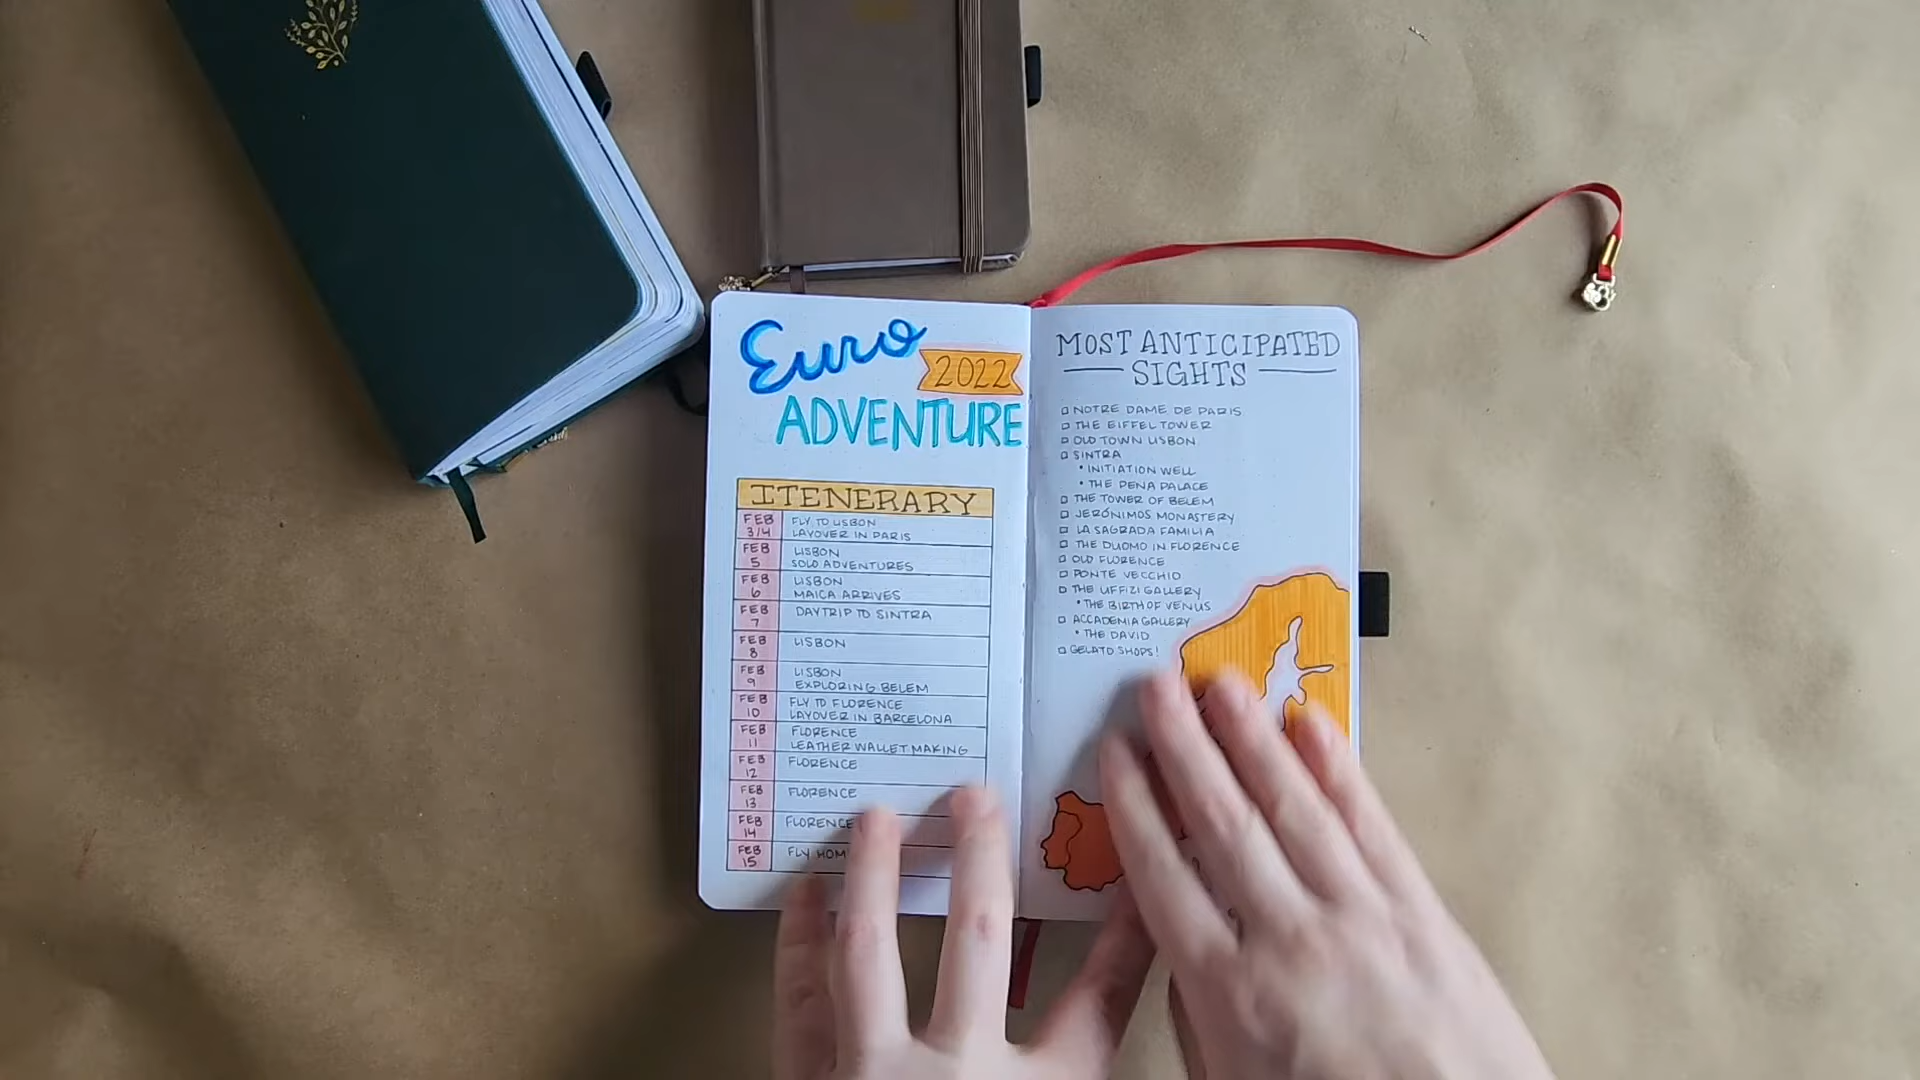 Euro
2022
ADVENTURE
ITENERARY
FEB 3/4 FLY TO LISBON
LAYOVER IN PARIS
FEB 5 LISBON
SOLO ADVENTURES
FEB 6 LISBON
MAICA ARRIVES
FEB 7 DAYTRIP TO SINTRA
FEB 8 LISBON
FEB 9 LISBON
EXPLORING BELEM
FEB 10 FLY TO FLORENCE
LAYOVER IN BARCELONA
FEB 11 FLORENCE
LEATHER WALLET MAKING
FEB 12 FLORENCE
FEB 13 FLORENCE
FEB 14 FLORENCE
FEB 15 FLY HOM
MOST ANTICIPATED
SIGHTS
NOTRE DAME DE PARIS
THE EIFFEL TOWER
OLD TOWN LISBON
SINTRA
• INITIATION WELL
• THE PENA PALACE
THE TOWER OF BELEM
JERÓNIMOS MONASTERY
LA SAGRADA FAMILIA
THE DUOMO IN FLORENCE
OLD FLORENCE
PONTE VECCHIO
THE UFFIZI GALLERY
• THE BIRTH OF VENUS
ACCADEMIA GALLERY
• THE DAVID
GELATO SHOPS!